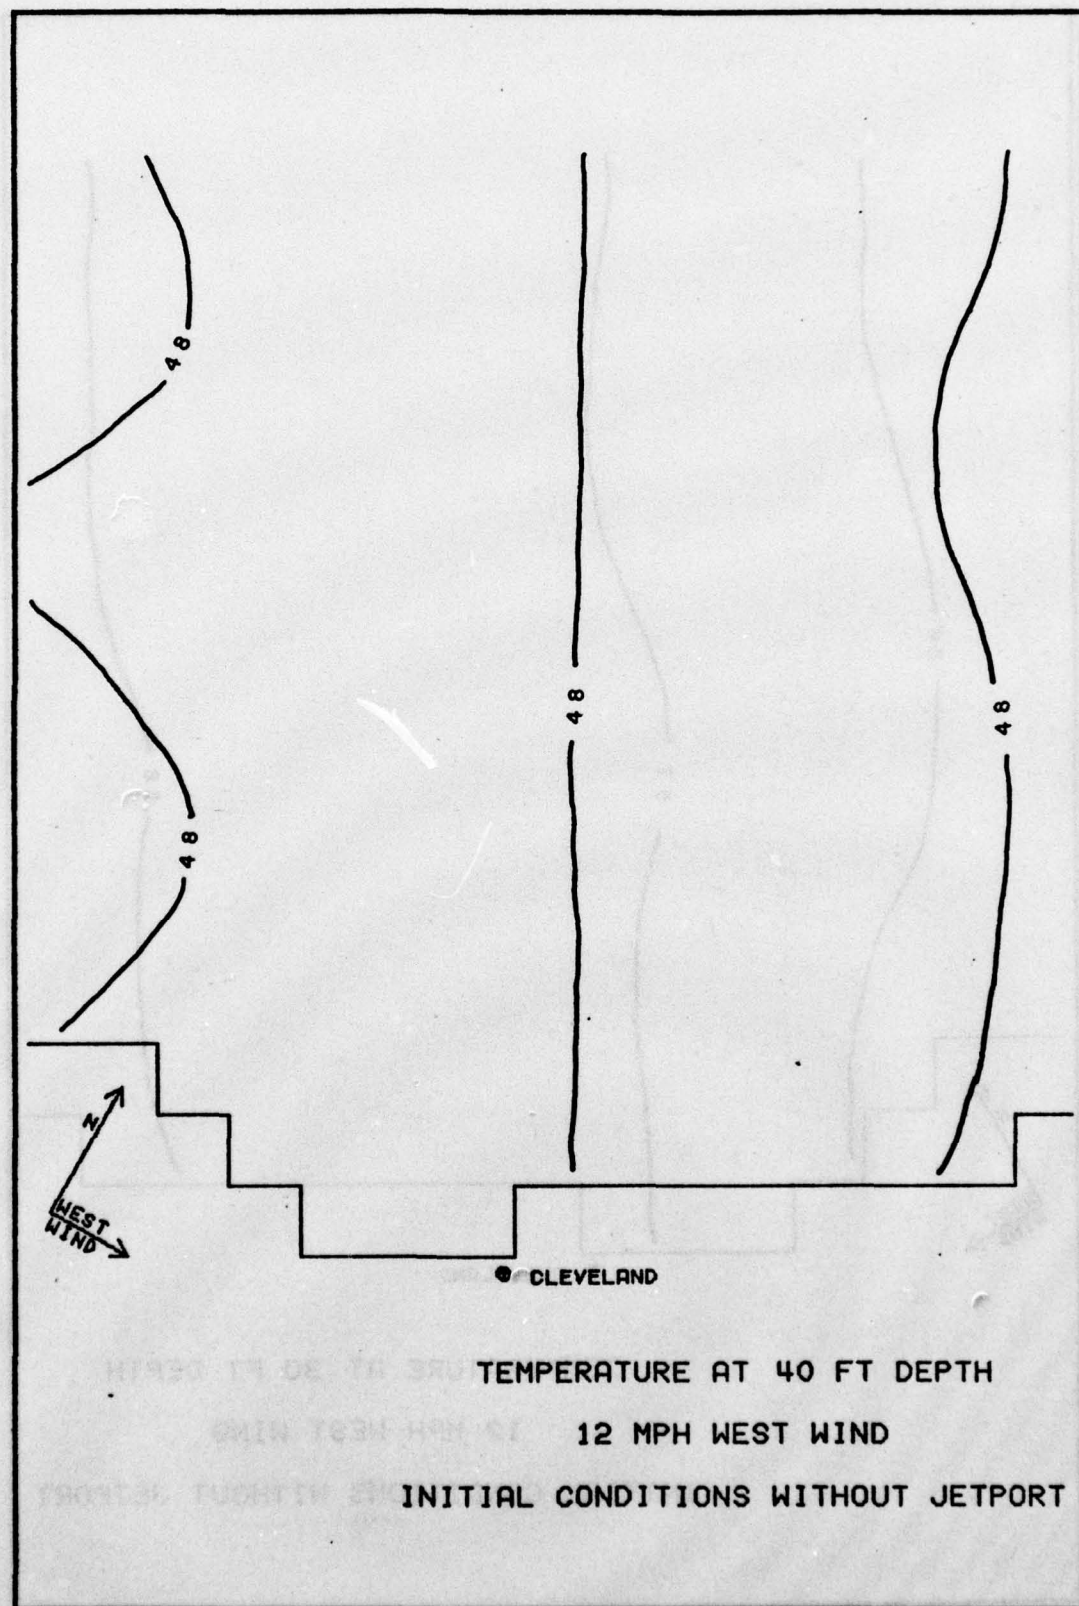 48
48
48
48
N
WEST
WIND
CLEVELAND
TEMPERATURE AT 40 FT DEPTH
12 MPH WEST WIND
INITIAL CONDITIONS WITHOUT JETPORT